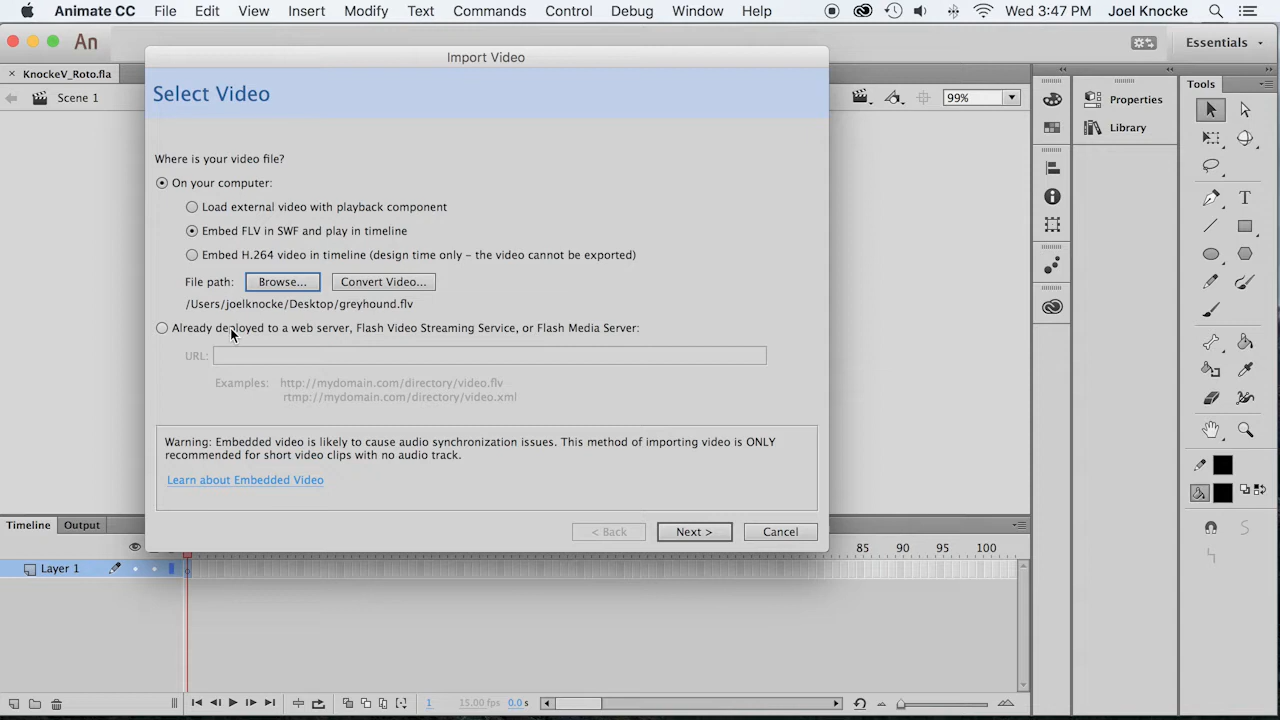 Animate CC File Edit View Insert Modify Text Commands Control Debug Window Help Wed 3:47 PM Joel Knocke
An Essentials
× KnockeV_Roto.fla
Import Video
Scene 1
Select Video
99%
Tools
Properties
Library
Where is your video file?
On your computer:
Load external video with playback component
Embed FLV in SWF and play in timeline
Embed H.264 video in timeline (design time only - the video cannot be exported)
File path: Browse... Convert Video...
/Users/joelknocke/Desktop/greyhound.flv
Already deployed to a web server, Flash Video Streaming Service, or Flash Media Server:
URL:
Examples: http://mydomain.com/directory/video.flv
rtmp://mydomain.com/directory/video.xml
Warning: Embedded video is likely to cause audio synchronization issues. This method of importing video is ONLY
recommended for short video clips with no audio track.
Learn about Embedded Video
< Back Next > Cancel
Timeline Output
85 90 95 100
Layer 1
1 15.00 fps 0.0 s